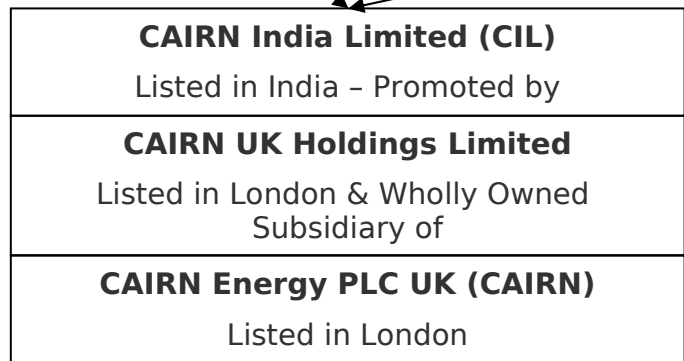 CAIRN India Limited (CIL)
Listed in India – Promoted by
CAIRN UK Holdings Limited
Listed in London & Wholly Owned
Subsidiary of
CAIRN Energy PLC UK (CAIRN)
Listed in London